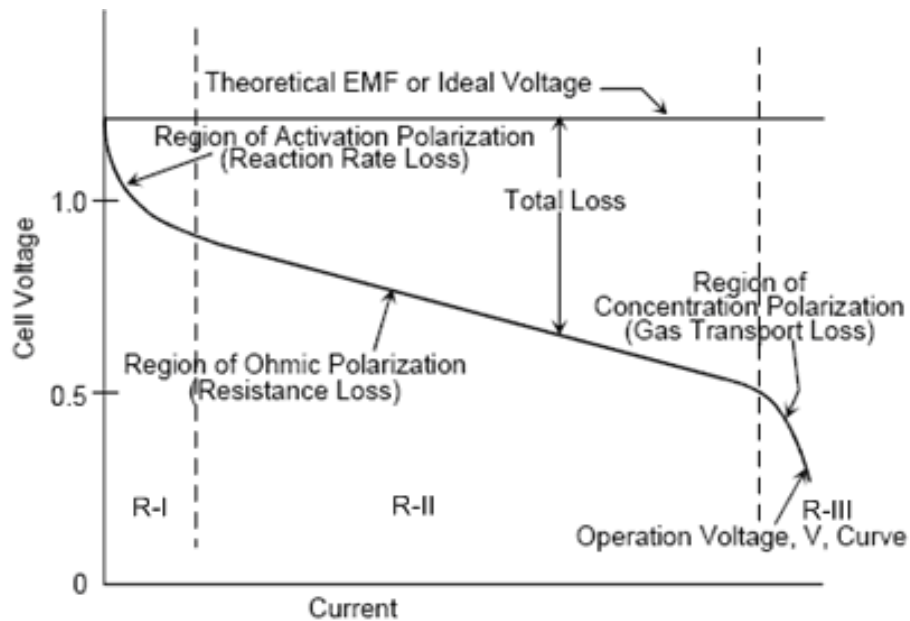 Theoretical EMF or Ideal Voltage
Region of Activation Polarization
(Reaction Rate Loss)
1.0
Total Loss
Cell Voltage
Region of
Concentration Polarization
(Gas Transport Loss)
Region of Ohmic Polarization
(Resistance Loss)
0.5
R-I
R-II
R-III
Operation Voltage, V, Curve
0
Current